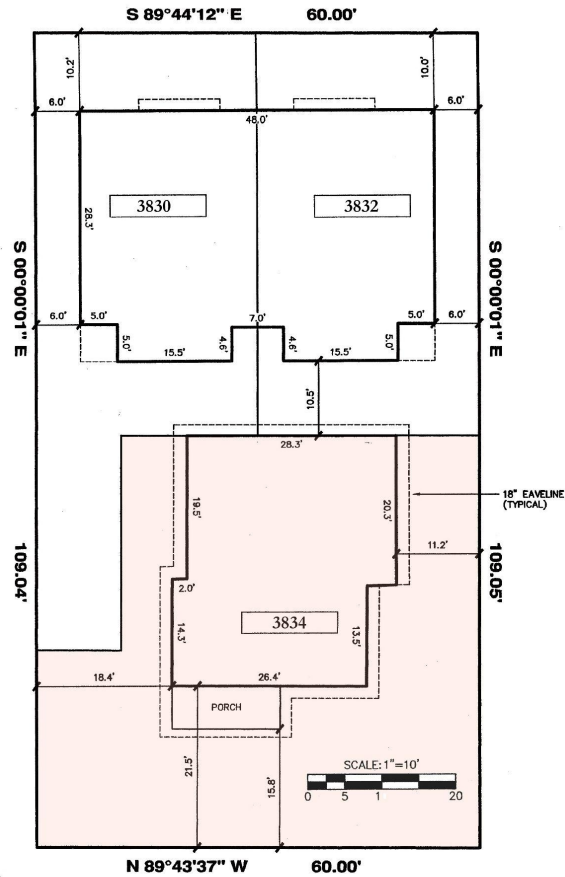 S 89°44'12" E 60.00'
10.2' 10.0'
6.0' 6.0'
48.0'
3830 3832
28.3'
S 00°00'01" E S 00°00'01" E
7.0'
6.0' 5.0' 5.0' 6.0'
5.0' 4.6' 4.6' 5.0'
15.5' 15.5'
10.5'
28.3'
19.5' 20.3'
18" EAVELINE
(TYPICAL)
11.2'
109.04' 109.05'
2.0'
3834
14.3' 13.5'
18.4' 26.4'
PORCH
21.5' 15.8'
SCALE: 1"=10'
0 5 1 20
N 89°43'37" W 60.00'